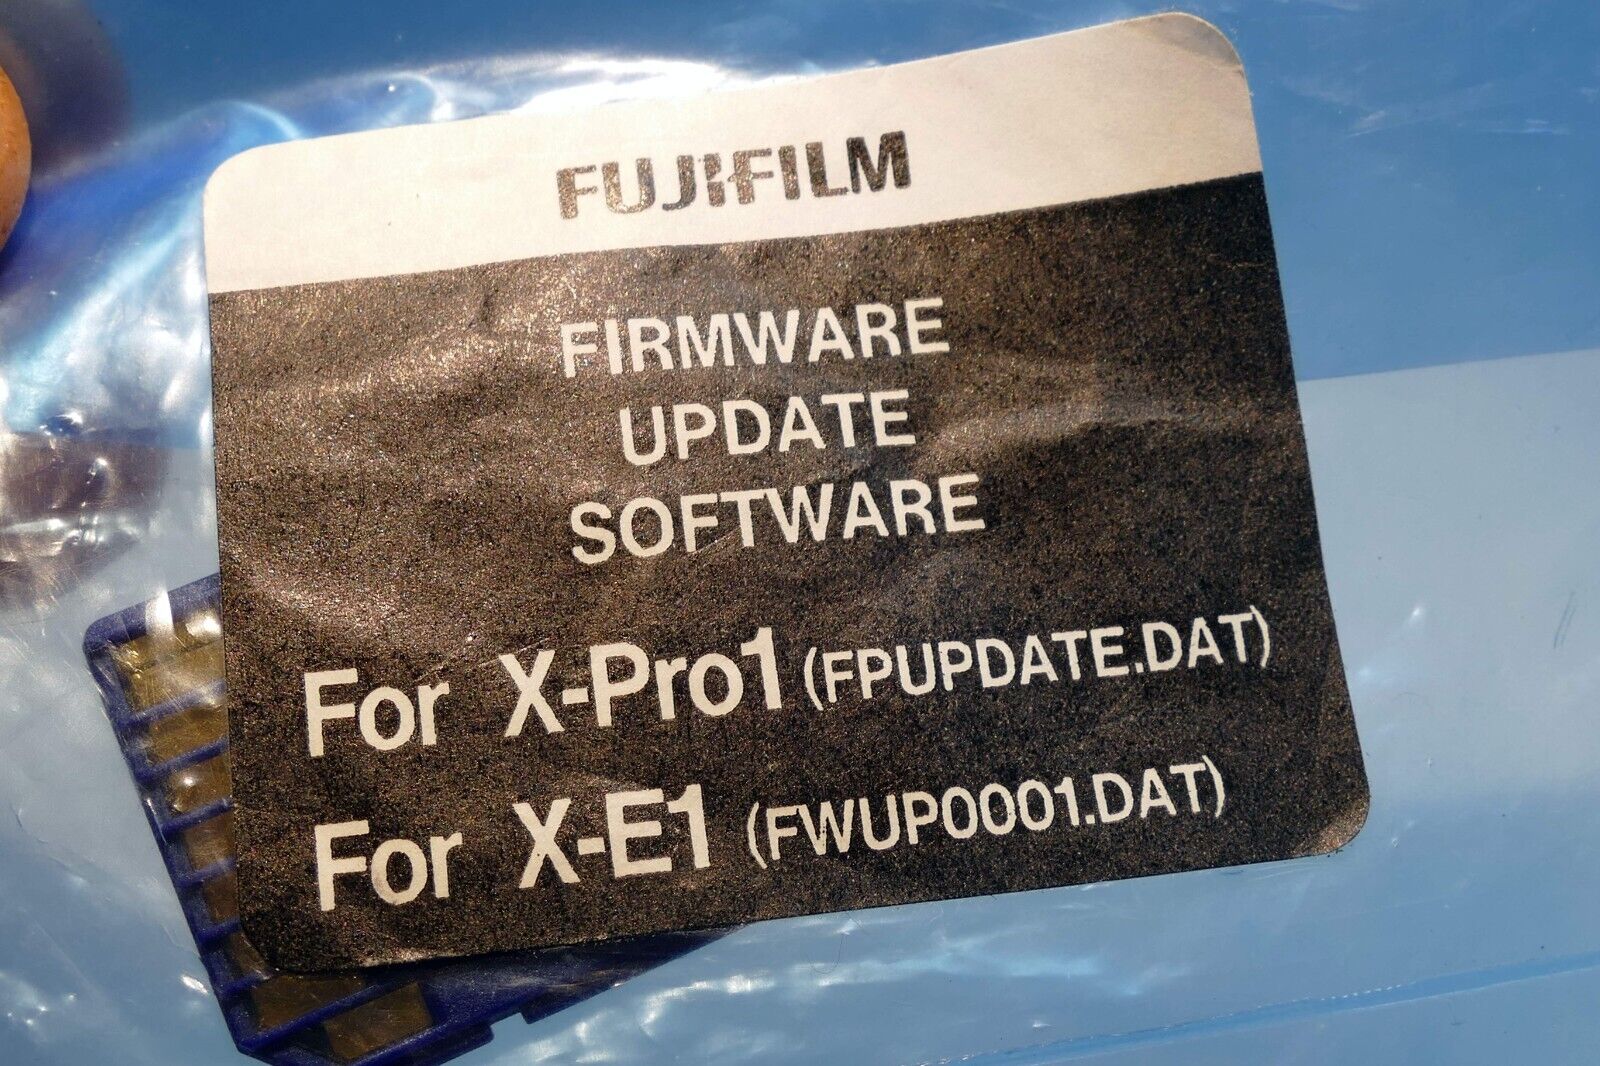 FUJIFILM
FIRMWARE
UPDATE
SOFTWARE
For X-Pro1 (FPUPDATE.DAT)
For X-E1 (FWUP0001.DAT)